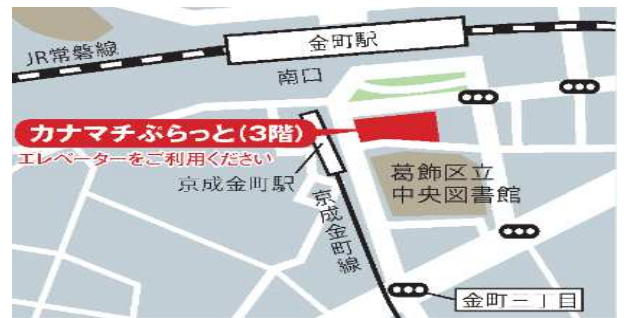 金町駅
JR常磐線
南口
カナマチぷらっと(3階)
エレベーターをご利用ください
京成金町駅
葛飾区立
中央図書館
京成金町線
金町三丁目